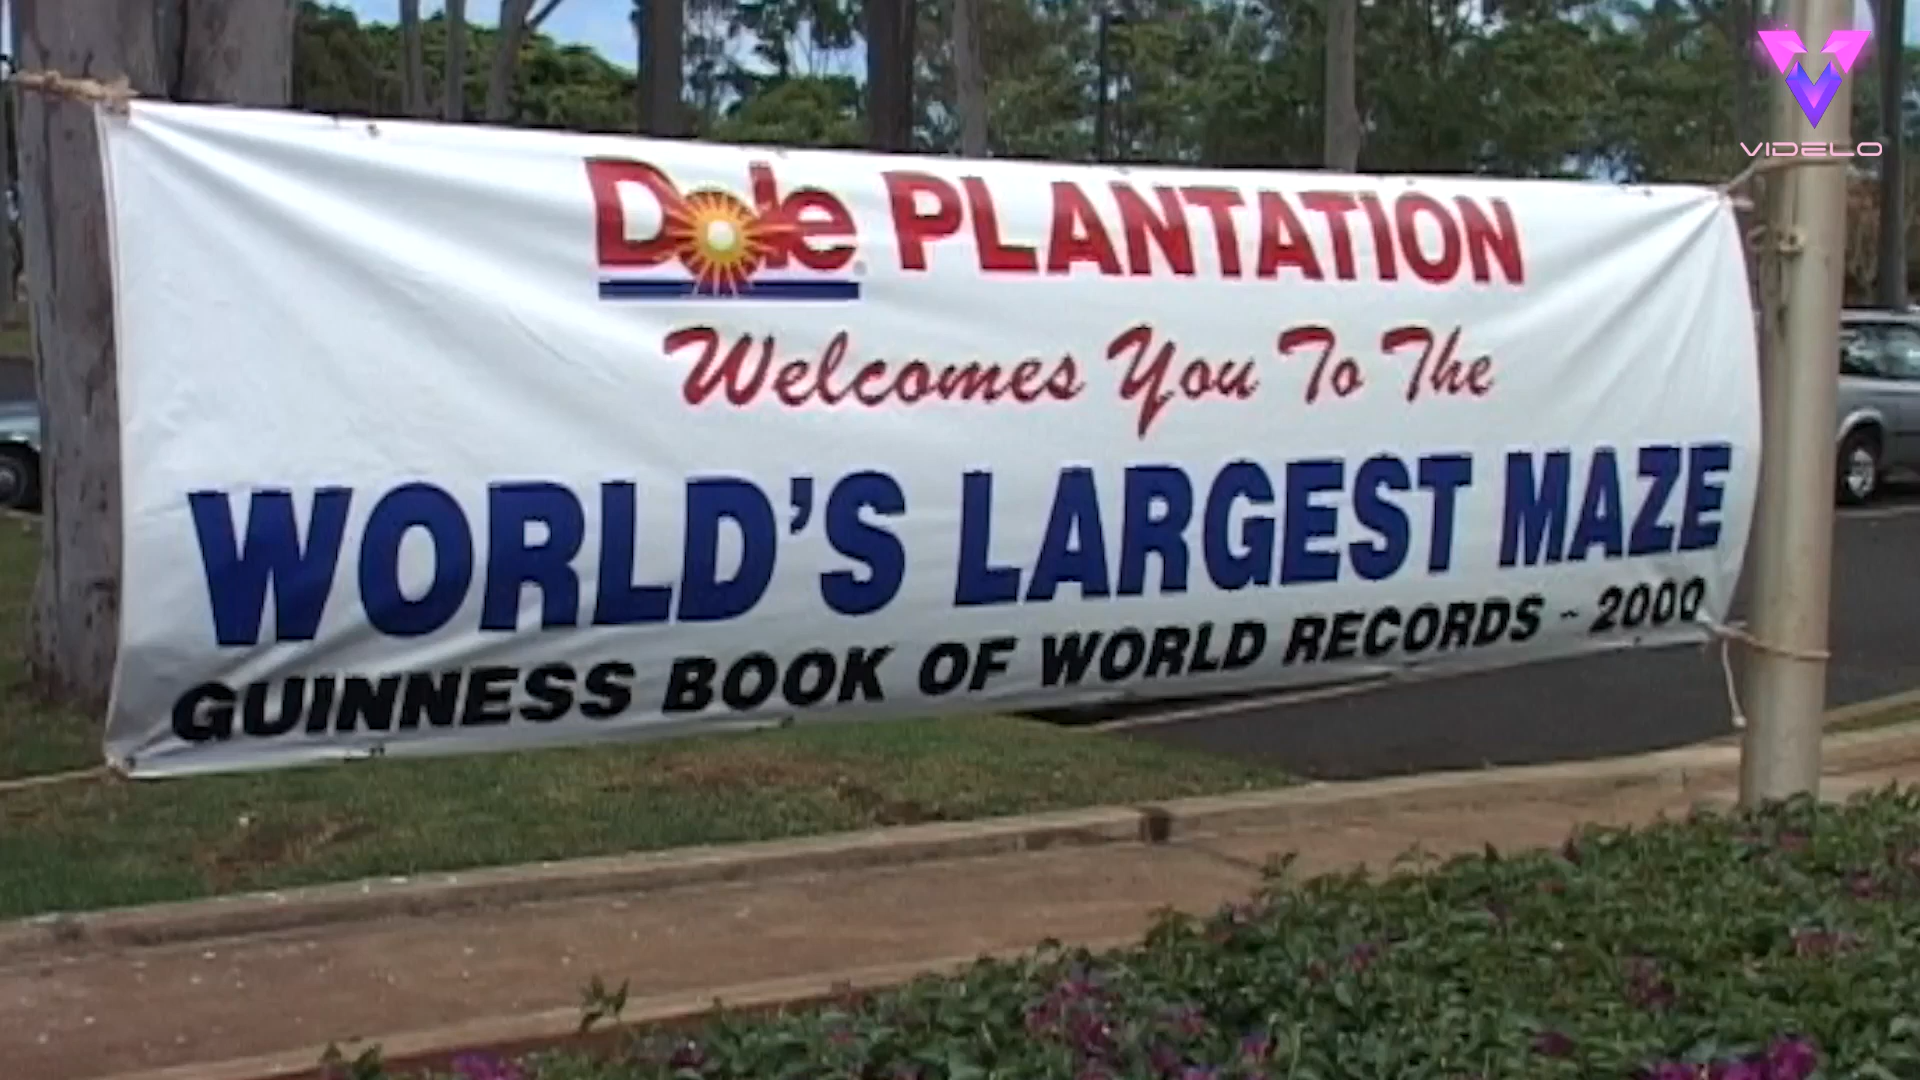 Dole PLANTATION
Welcomes You To The
WORLD'S LARGEST MAZE
GUINNESS BOOK OF WORLD RECORDS ~ 2000
VIDELO